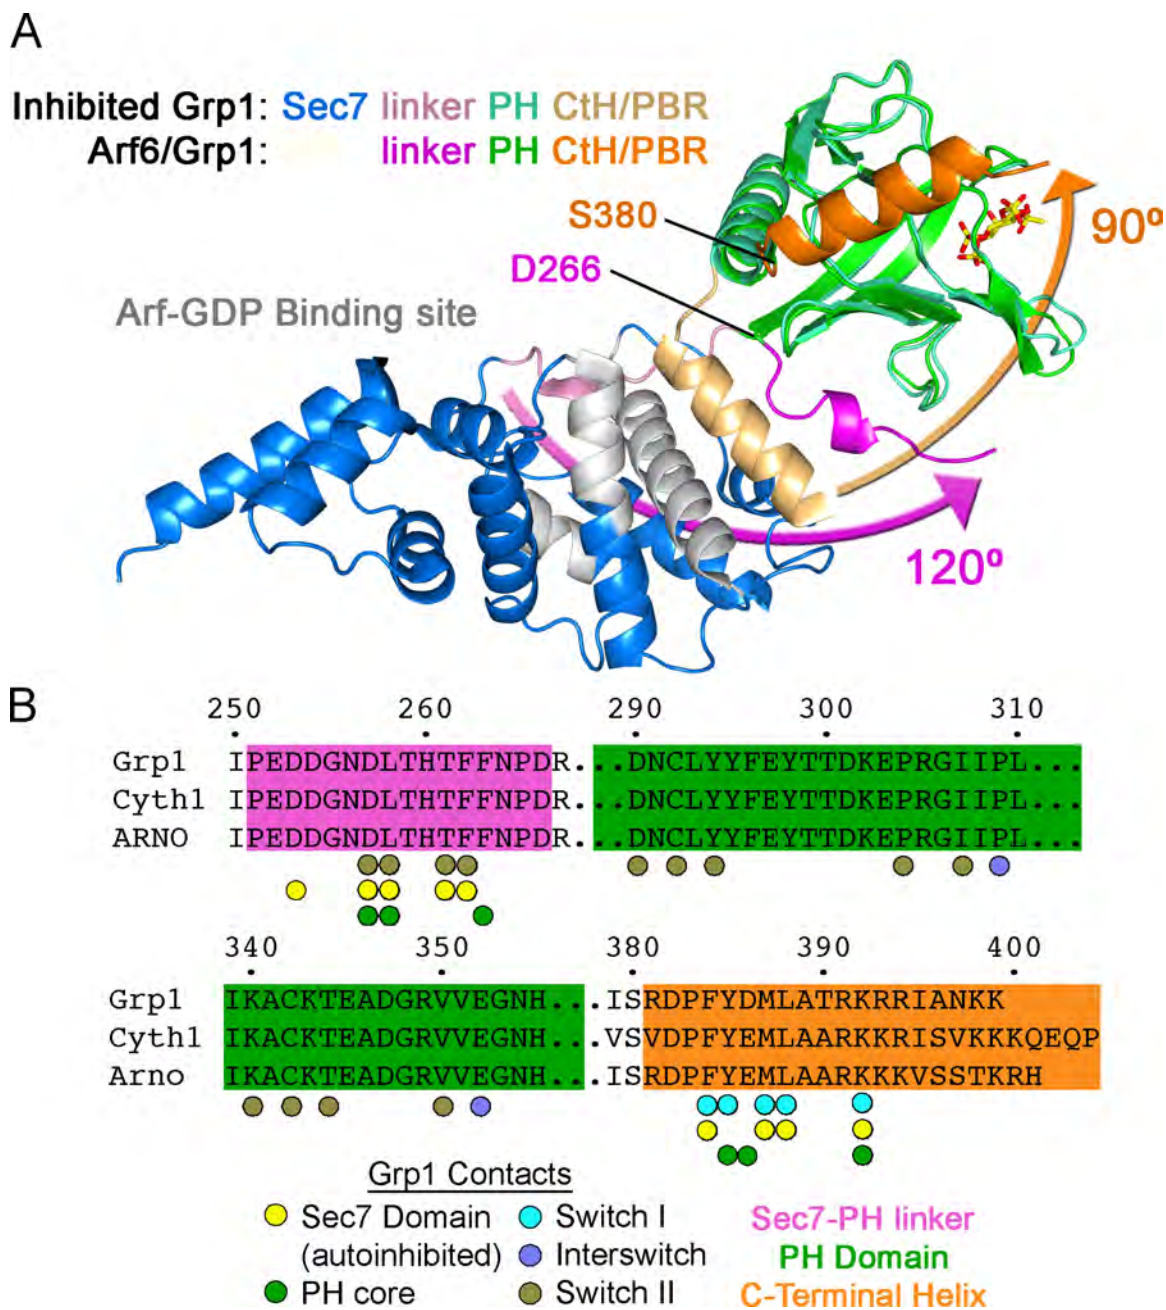 A
Inhibited Grp1: Sec7 linker PH CtH/PBR
Arf6/Grp1: linker PH CtH/PBR
S380
90º
D266
Arf-GDP Binding site
120º
B
250 260 290 300 310
Grp1 IPEDDGNDLTHTFFNPDR...DNCLYYFEYTTDKEPRGIIPL...
Cyth1 IPEDDGNDLTHTFFNPDR...DNCLYYFEYTTDKEPRGIIPL...
ARNO IPEDDGNDLTHTFFNPDR...DNCLYYFEYTTDKEPRGIIPL...
340 350 380 390 400
Grp1 IKACKTEADGRVVEGNH...ISRDPFYDMLATRKRRIANKK
Cyth1 IKACKTEADGRVVEGNH...VSVDPFYEMLAARKKRISVKKKQEQP
Arno IKACKTEADGRVVEGNH...ISRDPFYEMLAARKKKVSSTKRH
Grp1 Contacts
Sec7 Domain Switch I Sec7-PH linker
(autoinhibited) Interswitch PH Domain
PH core Switch II C-Terminal Helix